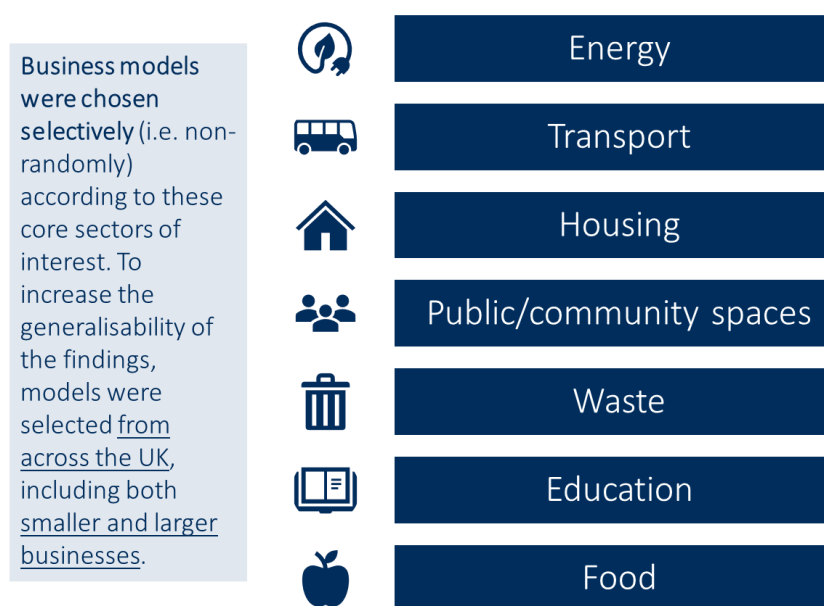 Business models
were chosen
selectively (i.e. non-
randomly)
according to these
core sectors of
interest. To
increase the
generalisability of
the findings,
models were
selected from
across the UK,
including both
smaller and larger
businesses.
Energy
Transport
Housing
Public/community spaces
Waste
Education
Food